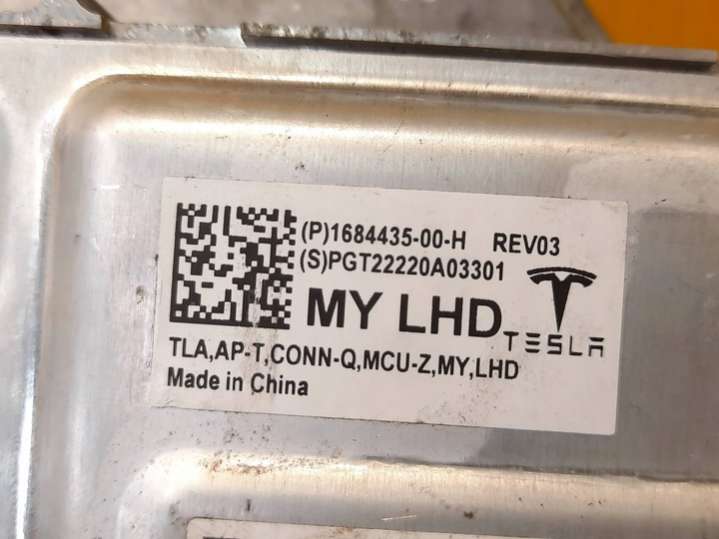 (P)1684435-00-H REV03
(S)PGT22220A03301
MY LHD
TESLA
TLA,AP-T,CONN-Q,MCU-Z,MY,LHD
Made in China